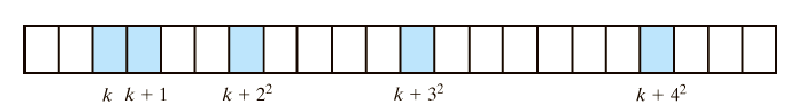 k k + 1 k + 2² k + 3² k + 4²